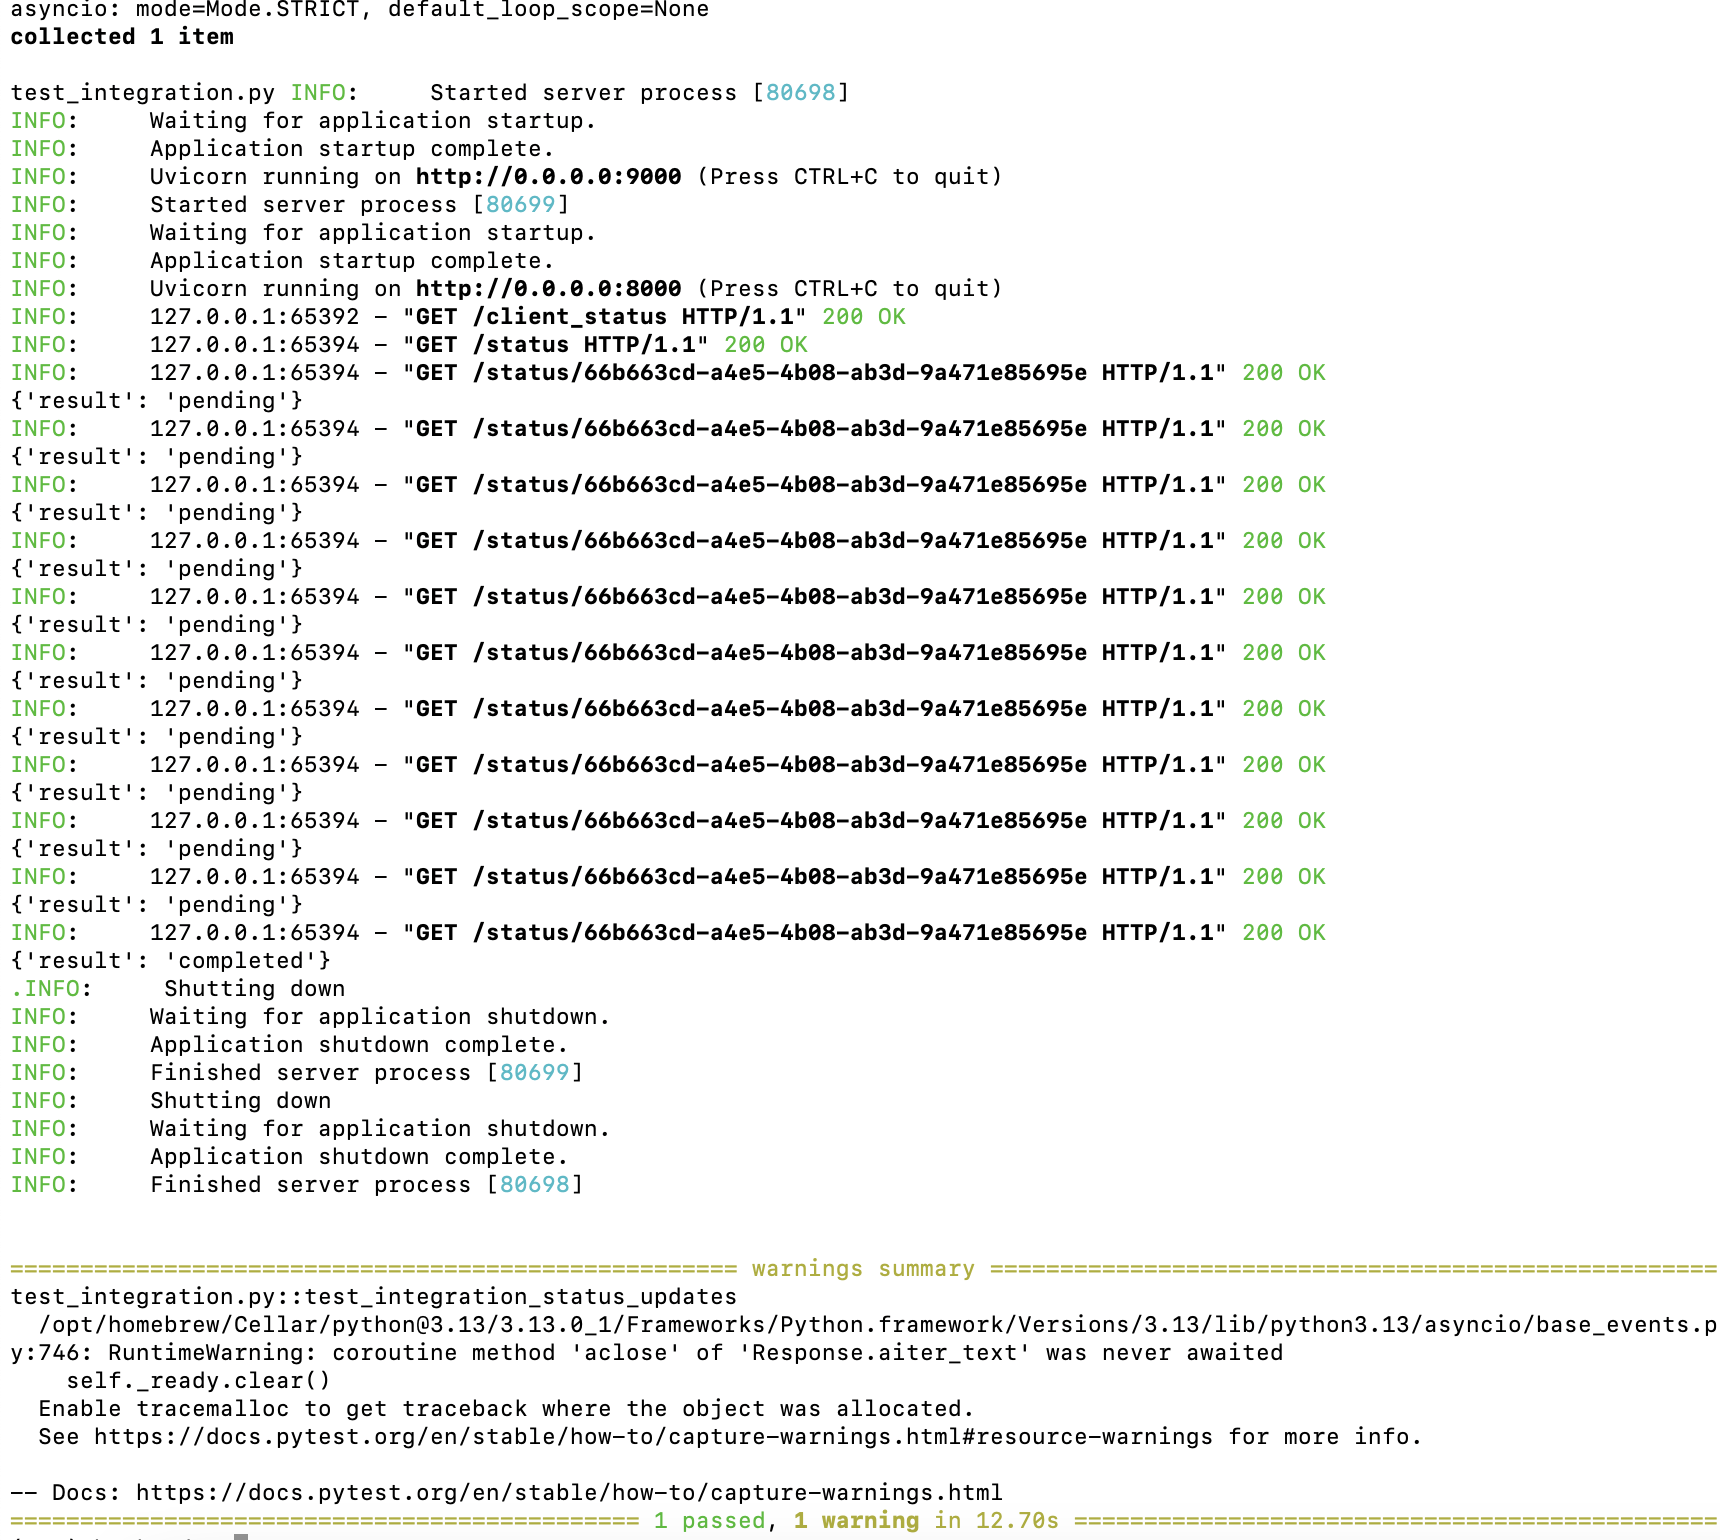 asyncio: mode=Mode.STRICT, default_loop_scope=None
collected 1 item
test_integration.py INFO:     Started server process [80698]
INFO:     Waiting for application startup.
INFO:     Application startup complete.
INFO:     Uvicorn running on http://0.0.0.0:9000 (Press CTRL+C to quit)
INFO:     Started server process [80699]
INFO:     Waiting for application startup.
INFO:     Application startup complete.
INFO:     Uvicorn running on http://0.0.0.0:8000 (Press CTRL+C to quit)
INFO:     127.0.0.1:65392 - "GET /client_status HTTP/1.1" 200 OK
INFO:     127.0.0.1:65394 - "GET /status HTTP/1.1" 200 OK
INFO:     127.0.0.1:65394 - "GET /status/66b663cd-a4e5-4b08-ab3d-9a471e85695e HTTP/1.1" 200 OK
{'result': 'pending'}
INFO:     127.0.0.1:65394 - "GET /status/66b663cd-a4e5-4b08-ab3d-9a471e85695e HTTP/1.1" 200 OK
{'result': 'pending'}
INFO:     127.0.0.1:65394 - "GET /status/66b663cd-a4e5-4b08-ab3d-9a471e85695e HTTP/1.1" 200 OK
{'result': 'pending'}
INFO:     127.0.0.1:65394 - "GET /status/66b663cd-a4e5-4b08-ab3d-9a471e85695e HTTP/1.1" 200 OK
{'result': 'pending'}
INFO:     127.0.0.1:65394 - "GET /status/66b663cd-a4e5-4b08-ab3d-9a471e85695e HTTP/1.1" 200 OK
{'result': 'pending'}
INFO:     127.0.0.1:65394 - "GET /status/66b663cd-a4e5-4b08-ab3d-9a471e85695e HTTP/1.1" 200 OK
{'result': 'pending'}
INFO:     127.0.0.1:65394 - "GET /status/66b663cd-a4e5-4b08-ab3d-9a471e85695e HTTP/1.1" 200 OK
{'result': 'pending'}
INFO:     127.0.0.1:65394 - "GET /status/66b663cd-a4e5-4b08-ab3d-9a471e85695e HTTP/1.1" 200 OK
{'result': 'pending'}
INFO:     127.0.0.1:65394 - "GET /status/66b663cd-a4e5-4b08-ab3d-9a471e85695e HTTP/1.1" 200 OK
{'result': 'pending'}
INFO:     127.0.0.1:65394 - "GET /status/66b663cd-a4e5-4b08-ab3d-9a471e85695e HTTP/1.1" 200 OK
{'result': 'pending'}
INFO:     127.0.0.1:65394 - "GET /status/66b663cd-a4e5-4b08-ab3d-9a471e85695e HTTP/1.1" 200 OK
{'result': 'completed'}
.INFO:     Shutting down
INFO:     Waiting for application shutdown.
INFO:     Application shutdown complete.
INFO:     Finished server process [80699]
INFO:     Shutting down
INFO:     Waiting for application shutdown.
INFO:     Application shutdown complete.
INFO:     Finished server process [80698]
==================================================== warnings summary ====================================================
test_integration.py::test_integration_status_updates
  /opt/homebrew/Cellar/python@3.13/3.13.0_1/Frameworks/Python.framework/Versions/3.13/lib/python3.13/asyncio/base_events.p
y:746: RuntimeWarning: coroutine method 'aclose' of 'Response.aiter_text' was never awaited
    self._ready.clear()
  Enable tracemalloc to get traceback where the object was allocated.
  See https://docs.pytest.org/en/stable/how-to/capture-warnings.html#resource-warnings for more info.
-- Docs: https://docs.pytest.org/en/stable/how-to/capture-warnings.html
============================================= 1 passed, 1 warning in 12.70s ==============================================